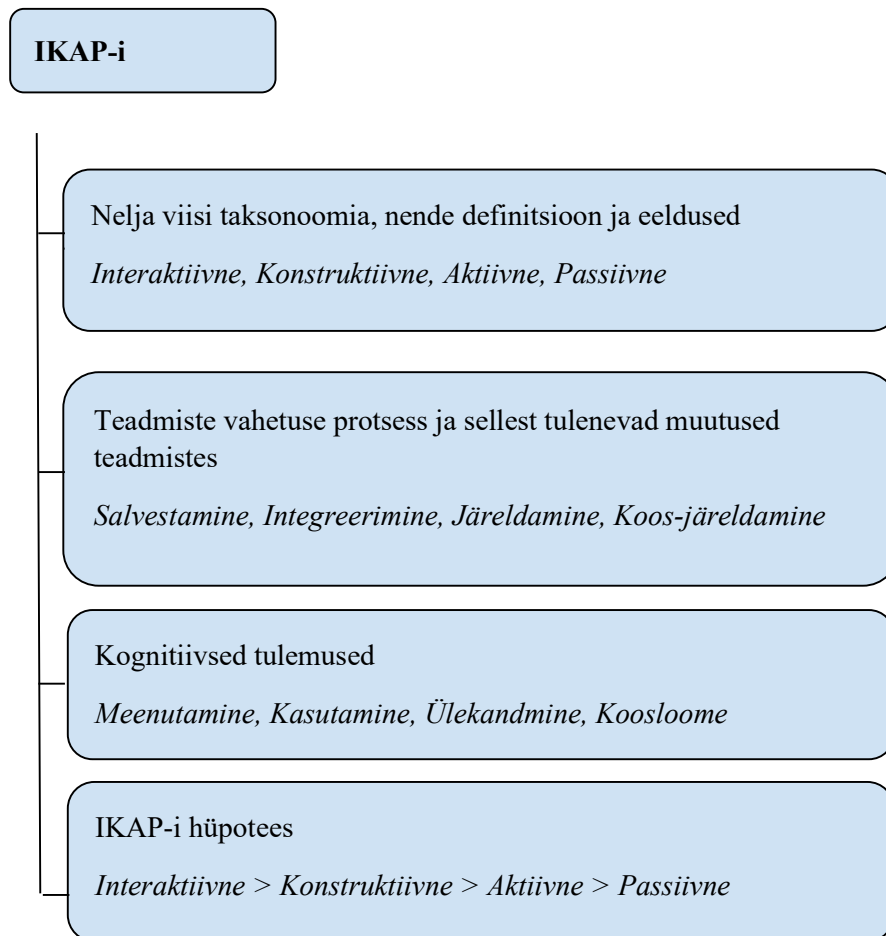 IKAP-i
Nelja viisi taksonoomia, nende definitsioon ja eeldused
Interaktiivne, Konstruktiivne, Aktiivne, Passiivne
Teadmiste vahetuse protsess ja sellest tulenevad muutused
teadmistes
Salvestamine, Integreerimine, Järeldamine, Koos-järeldamine
Kognitiivsed tulemused
Meenutamine, Kasutamine, Ülekandmine, Koosloome
IKAP-i hüpotees
Interaktiivne > Konstruktiivne > Aktiivne > Passiivne